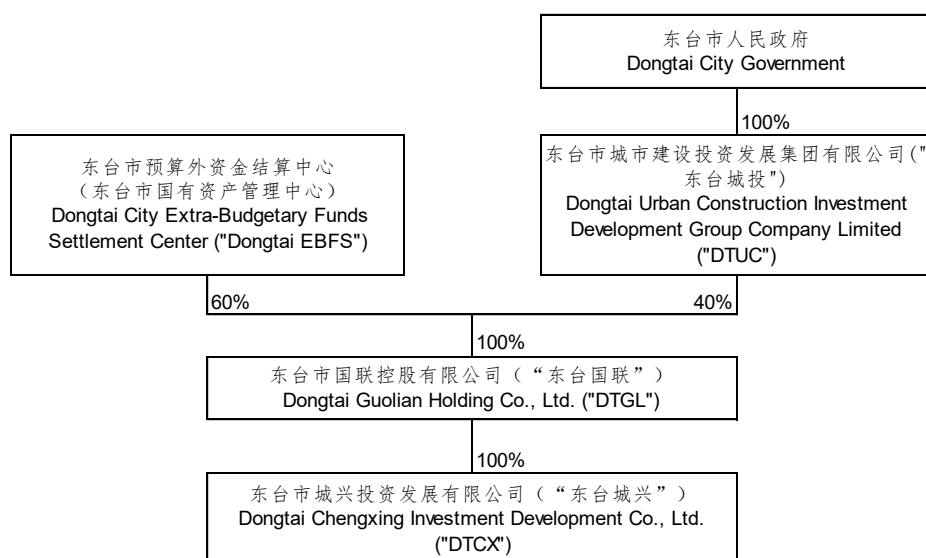 东台市人民政府
Dongtai City Government
100%
东台市预算外资金结算中心
（东台市国有资产管理中心）
Dongtai City Extra-Budgetary Funds
Settlement Center ("Dongtai EBFS")
东台市城市建设投资发展集团有限公司("
东台城投")
Dongtai Urban Construction Investment
Development Group Company Limited
("DTUC")
60%
40%
100%
东台市国联控股有限公司（“东台国联”）
Dongtai Guolian Holding Co., Ltd. ("DTGL")
100%
东台市城兴投资发展有限公司（“东台城兴”）
Dongtai Chengxing Investment Development Co., Ltd.
("DTCX")